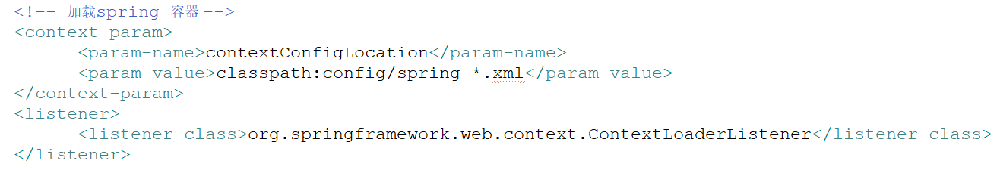 <!-- 加载spring 容器 -->
<context-param>
<param-name>contextConfigLocation</param-name>
<param-value>classpath:config/spring-*.xml</param-value>
</context-param>
<listener>
<listener-class>org.springframework.web.context.ContextLoaderListener</listener-class>
</listener>